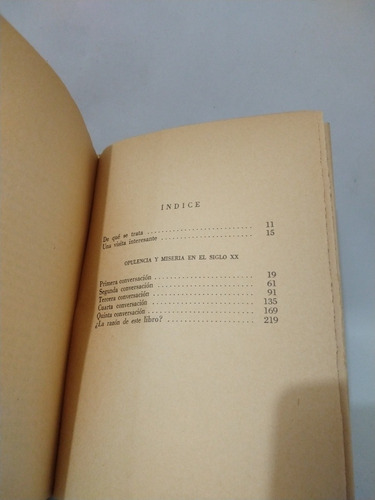 INDICE
De qué se trata 11
Una visita interesante 15
OPULENCIA Y MISERIA EN EL SIGLO XX
Primera conversación 19
Segunda conversación 61
Tercera conversación 91
Cuarta conversación 135
Quinta conversación 169
¿La razón de este libro? 219